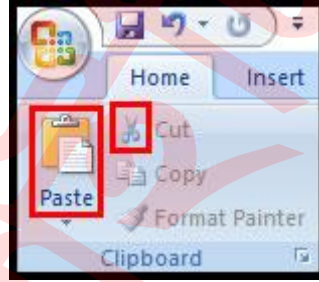 Home Insert
Cut
Copy
Paste
Format Painter
Clipboard